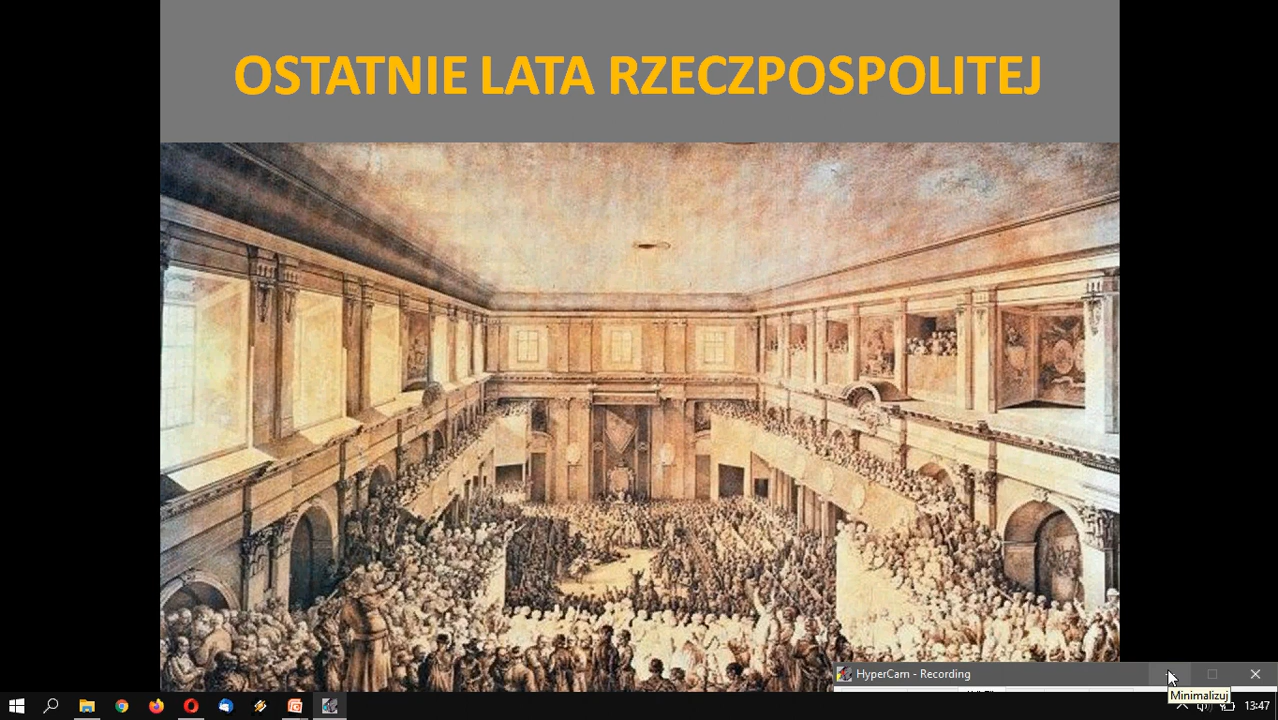 OSTATNIE LATA RZECZPOSPOLITEJ
HyperCam - Recording
Minimalizuj
13:47